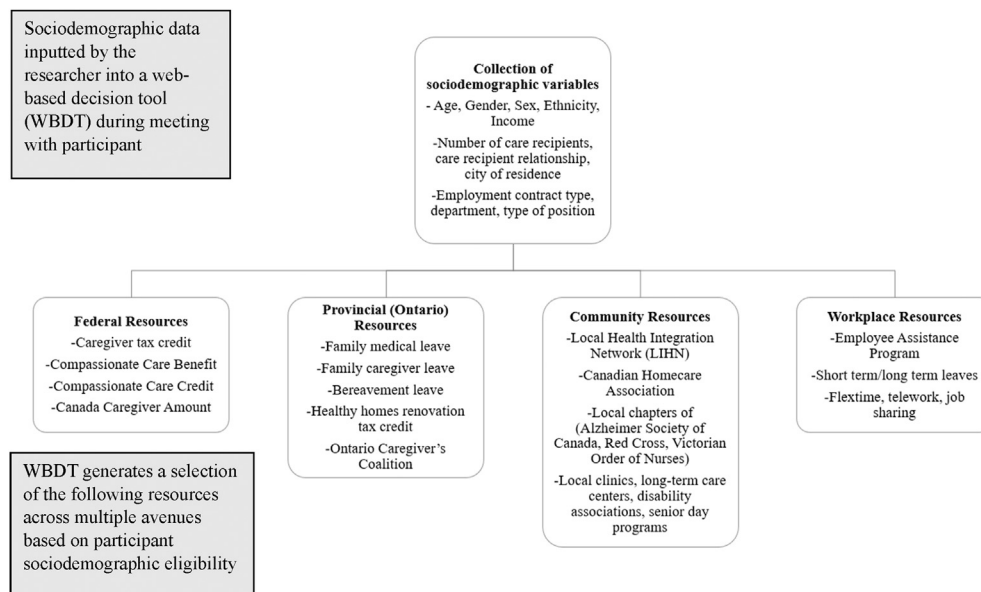 Sociodemographic data
inputted by the
researcher into a web-
based decision tool
(WBDT) during meeting
with participant
Collection of
sociodemographic variables
- Age, Gender, Sex, Ethnicity,
Income
-Number of care recipients,
care recipient relationship,
city of residence
-Employment contract type,
department, type of position
Federal Resources
-Caregiver tax credit
-Compassionate Care Benefit
-Compassionate Care Credit
-Canada Caregiver Amount
Provincial (Ontario)
Resources
-Family medical leave
-Family caregiver leave
-Bereavement leave
-Healthy homes renovation
tax credit
-Ontario Caregiver's
Coalition
Community Resources
-Local Health Integration
Network (LIHN)
-Canadian Homecare
Association
-Local chapters of
(Alzheimer Society of
Canada, Red Cross, Victorian
Order of Nurses)
-Local clinics, long-term care
centers, disability
associations, senior day
programs
Workplace Resources
-Employee Assistance
Program
-Short term/long term leaves
-Flextime, telework, job
sharing
WBDT generates a selection
of the following resources
across multiple avenues
based on participant
sociodemographic eligibility